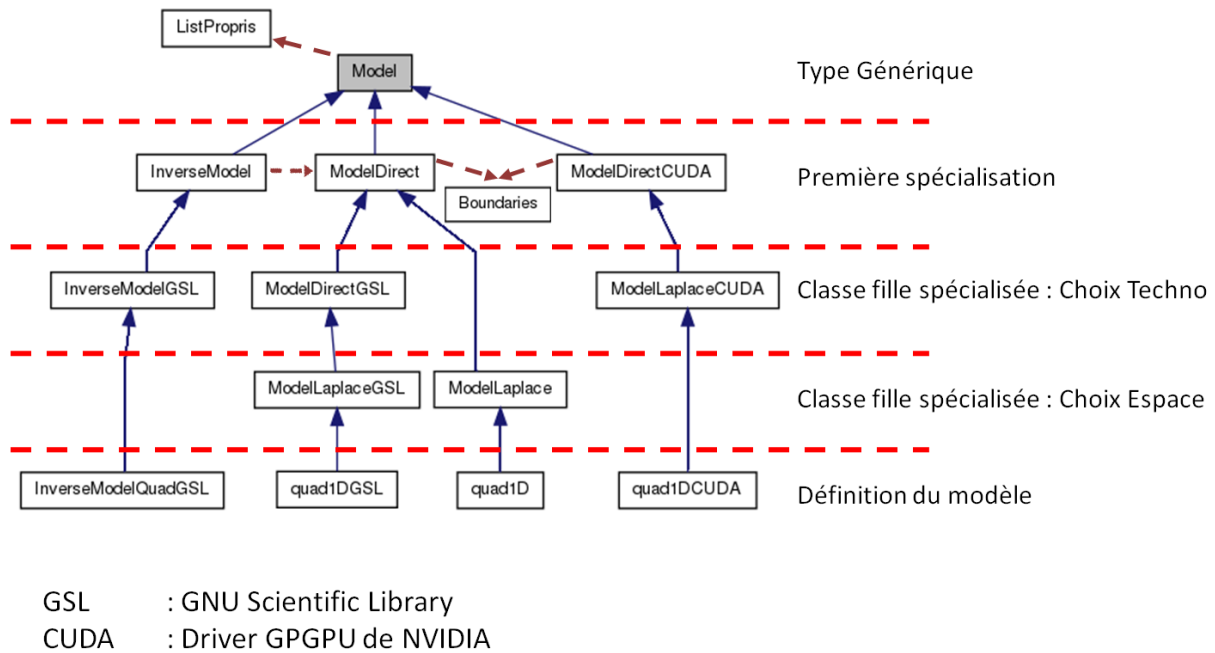 ListPropris
Model
Type Générique
InverseModel
ModelDirect
ModelDirectCUDA
Première spécialisation
Boundaries
InverseModelGSL
ModelDirectGSL
ModelLaplaceCUDA
Classe fille spécialisée : Choix Techno
ModelLaplaceGSL
ModelLaplace
Classe fille spécialisée : Choix Espace
InverseModelQuadGSL
quad1DGSL
quad1D
quad1DCUDA
Définition du modèle
GSL : GNU Scientific Library
CUDA : Driver GPGPU de NVIDIA